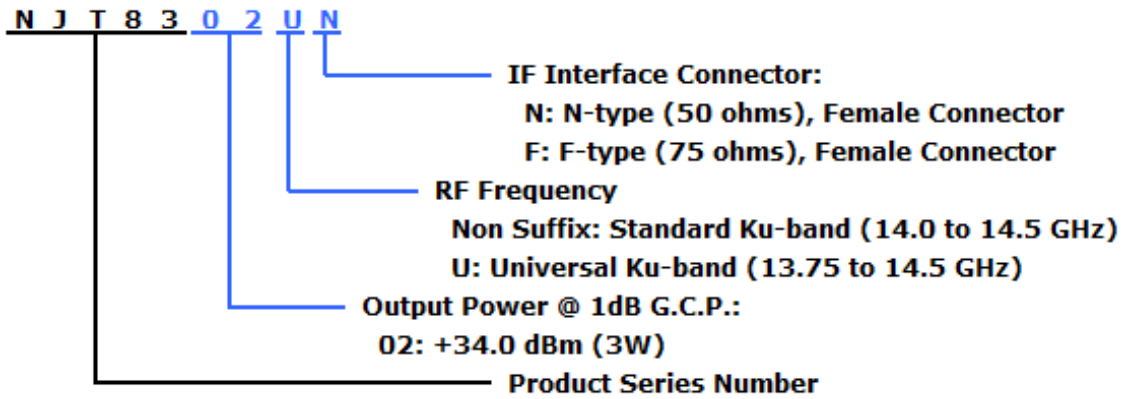 N J T 8 3 0 2 U N
IF Interface Connector:
N: N-type (50 ohms), Female Connector
F: F-type (75 ohms), Female Connector
RF Frequency
Non Suffix: Standard Ku-band (14.0 to 14.5 GHz)
U: Universal Ku-band (13.75 to 14.5 GHz)
Output Power @ 1dB G.C.P.:
02: +34.0 dBm (3W)
Product Series Number